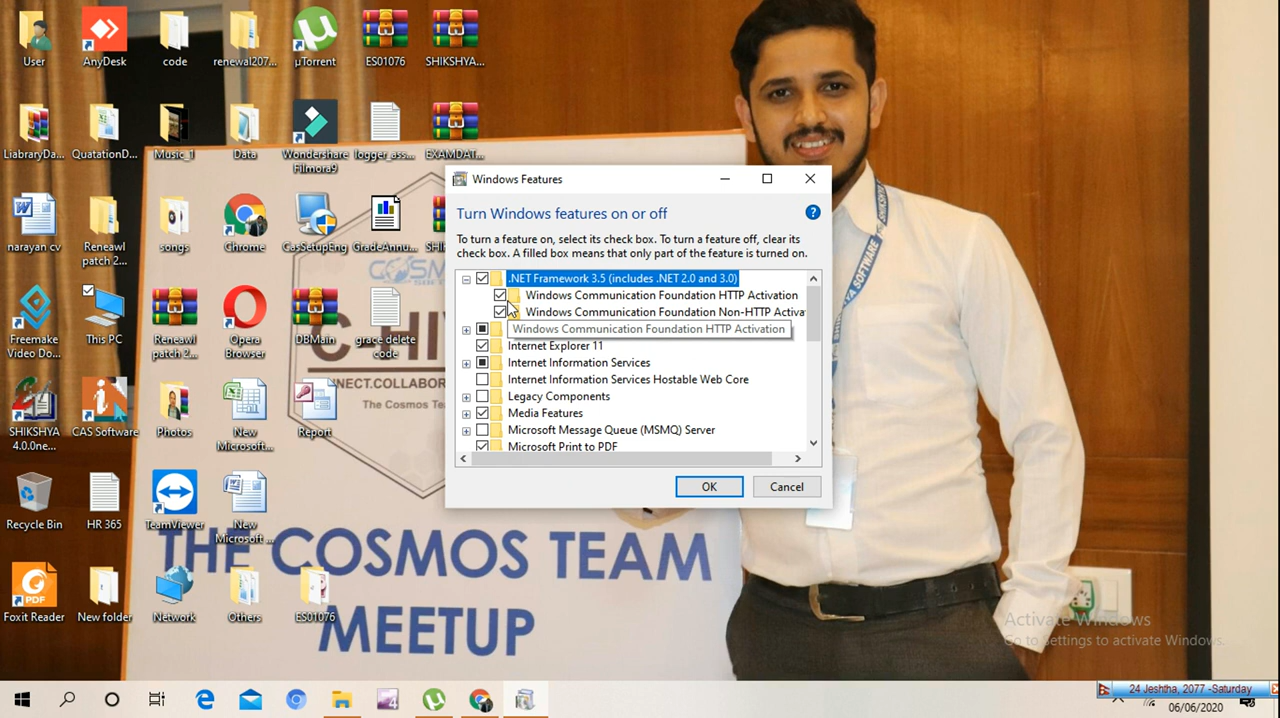 User
AnyDesk
code
renewal207...
µTorrent
ES01076
SHIKSHYA...
LiabraryDa...
QuatationD...
Music_1
Data
Wondershare
Filmora9
logger_ass...
EXAMDAT...
narayan cv
Reneawl
patch 2...
songs
Chrome
CasSetupEng
GradeAnnu...
Freemake
Video Do...
This PC
Reneawl
patch 2...
Opera
Browser
DBMain
grace delete
code
SHIKSHYA
4.0.0ne...
CAS Software
Photos
New
Microsoft...
Report
Recycle Bin
HR 365
TeamViewer
New
Microsoft ...
Foxit Reader
New folder
Network
Others
ES01076
Windows Features
Turn Windows features on or off
To turn a feature on, select its check box. To turn a feature off, clear its
check box. A filled box means that only part of the feature is turned on.
.NET Framework 3.5 (includes .NET 2.0 and 3.0)
Windows Communication Foundation HTTP Activation
Windows Communication Foundation Non-HTTP Activa
Windows Communication Foundation HTTP Activation
Internet Explorer 11
Internet Information Services
Internet Information Services Hostable Web Core
Legacy Components
Media Features
Microsoft Message Queue (MSMQ) Server
Microsoft Print to PDF
OK
Cancel
The Cosmos Tea
THE COSMOS TEAM
MEETUP
SOFTWARE
Activate Windows
Go to Settings to activate Windows.
24 Jeshtha, 2077 -Saturday
06/06/2020